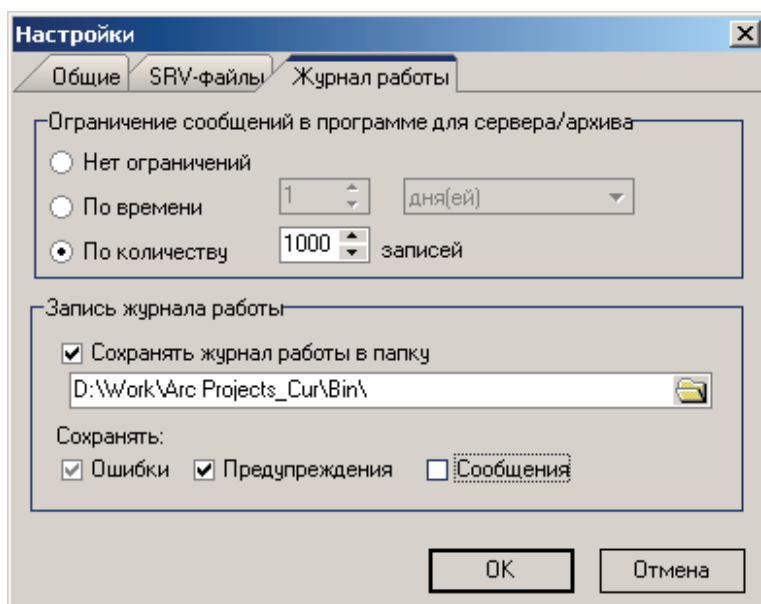 Настройки
Общие SRV-файлы Журнал работы
Ограничение сообщений в программе для сервера/архива
Нет ограничений
По времени 1 дня(ей)
По количеству 1000 записей
Запись журнала работы
Сохранять журнал работы в папку
D:\Work\Arc Projects_Cur\Bin\
Сохранять:
Ошибки Предупреждения Сообщения
OK Отмена